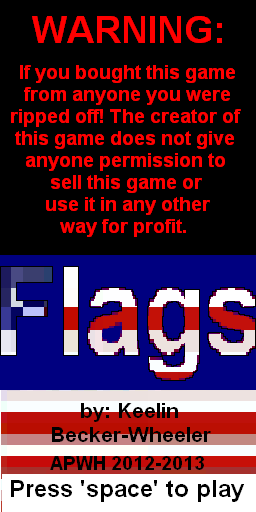 WARNING:
If you bought this game
from anyone you were
ripped off! The creator of
this game does not give
anyone permission to
sell this game or
use it in any other
way for profit.
Flags
by: Keelin
Becker-Wheeler
APWH 2012-2013
Press 'space' to play